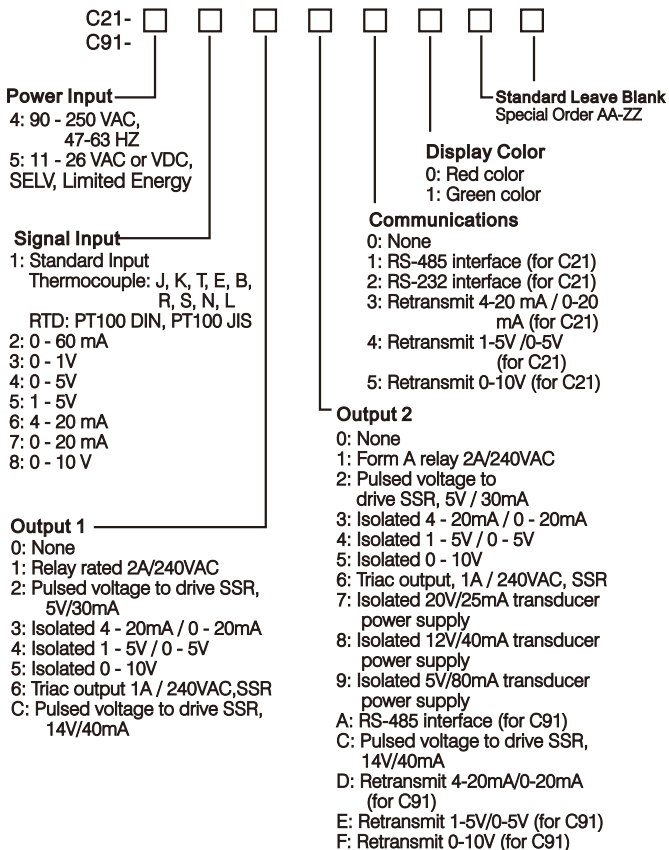 C21-
C91-
Power Input
4: 90 - 250 VAC,
47-63 HZ
5: 11 - 26 VAC or VDC,
SELV, Limited Energy
Signal Input
1: Standard Input
Thermocouple: J, K, T, E, B,
R, S, N, L
RTD: PT100 DIN, PT100 JIS
2: 0 - 60 mA
3: 0 - 1V
4: 0 - 5V
5: 1 - 5V
6: 4 - 20 mA
7: 0 - 20 mA
8: 0 - 10 V
Output 1
0: None
1: Relay rated 2A/240VAC
2: Pulsed voltage to drive SSR,
5V/30mA
3: Isolated 4 - 20mA / 0 - 20mA
4: Isolated 1 - 5V / 0 - 5V
5: Isolated 0 - 10V
6: Triac output 1A / 240VAC,SSR
C: Pulsed voltage to drive SSR,
14V/40mA
Standard Leave Blank
Special Order AA-ZZ
Display Color
0: Red color
1: Green color
Communications
0: None
1: RS-485 interface (for C21)
2: RS-232 interface (for C21)
3: Retransmit 4-20 mA / 0-20
mA (for C21)
4: Retransmit 1-5V /0-5V
(for C21)
5: Retransmit 0-10V (for C21)
Output 2
0: None
1: Form A relay 2A/240VAC
2: Pulsed voltage to
drive SSR, 5V / 30mA
3: Isolated 4 - 20mA / 0 - 20mA
4: Isolated 1 - 5V / 0 - 5V
5: Isolated 0 - 10V
6: Triac output, 1A / 240VAC, SSR
7: Isolated 20V/25mA transducer
power supply
8: Isolated 12V/40mA transducer
power supply
9: Isolated 5V/80mA transducer
power supply
A: RS-485 interface (for C91)
C: Pulsed voltage to drive SSR,
14V/40mA
D: Retransmit 4-20mA/0-20mA
(for C91)
E: Retransmit 1-5V/0-5V (for C91)
F: Retransmit 0-10V (for C91)